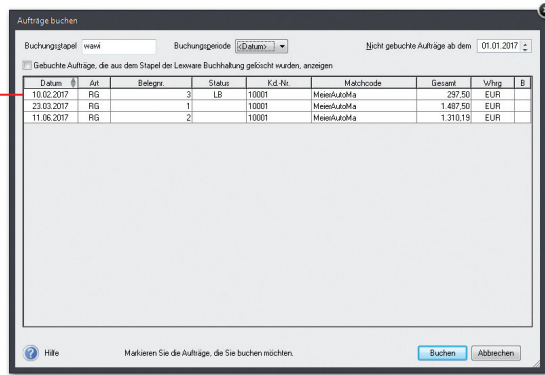 Aufträge buchen
Buchungsstapel wawi Buchungsperiode <Datum> Nicht gebuchte Aufträge ab dem 01.01.2017
Gebuchte Aufträge, die aus dem Stapel der Lexware Buchhaltung gelöscht wurden, anzeigen
Datum Art Belegnr. Status Kd.-Nr. Matchcode Gesamt Whrg B
10.02.2017 RG 3 LB 10001 MeierAutoMa 297,50 EUR
23.03.2017 RG 1 10001 MeierAutoMa 1.487,50 EUR
11.06.2017 RG 2 10001 MeierAutoMa 1.310,19 EUR
Hilfe Markieren Sie die Aufträge, die Sie buchen möchten. Buchen Abbrechen